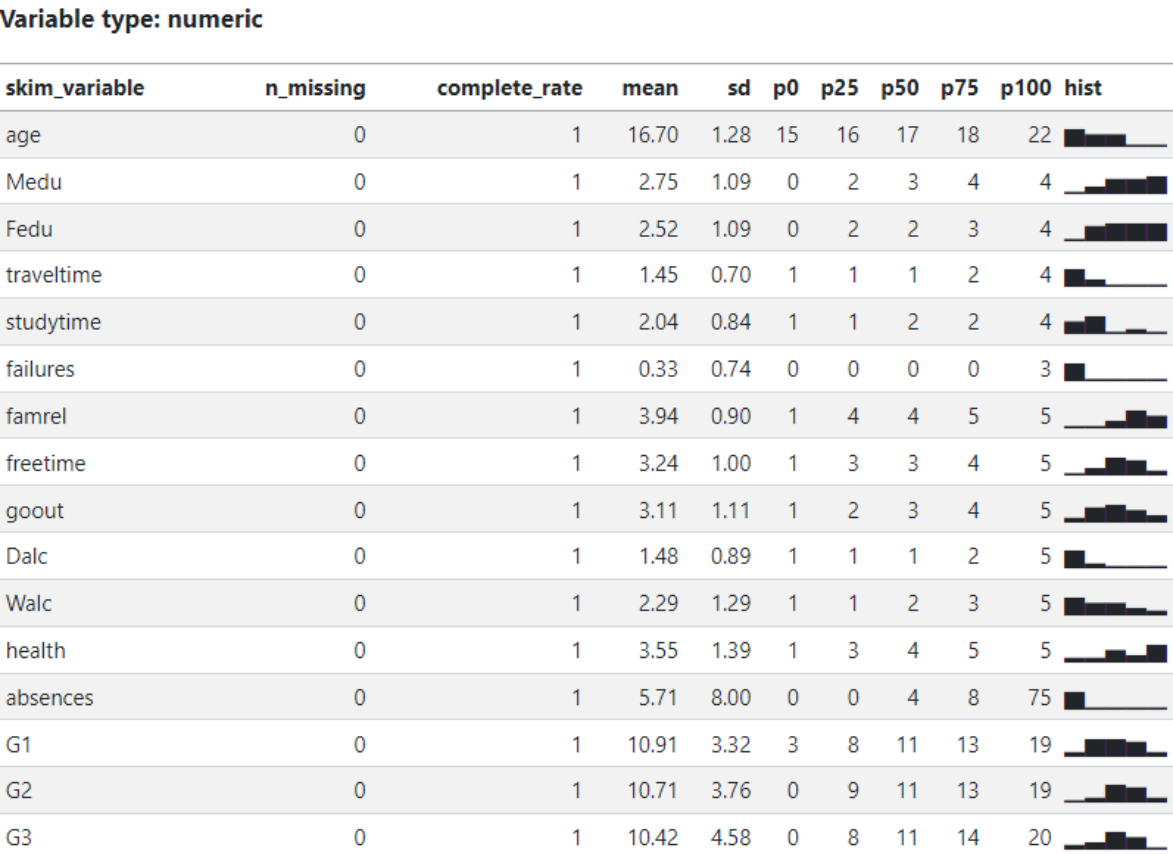 Variable type: numeric
skim_variable n_missing complete_rate mean sd p0 p25 p50 p75 p100 hist
age 0 1 16.70 1.28 15 16 17 18 22
Medu 0 1 2.75 1.09 0 2 3 4 4
Fedu 0 1 2.52 1.09 0 2 2 3 4
traveltime 0 1 1.45 0.70 1 1 1 2 4
studytime 0 1 2.04 0.84 1 1 2 2 4
failures 0 1 0.33 0.74 0 0 0 0 3
famrel 0 1 3.94 0.90 1 4 4 5 5
freetime 0 1 3.24 1.00 1 3 3 4 5
goout 0 1 3.11 1.11 1 2 3 4 5
Dalc 0 1 1.48 0.89 1 1 1 2 5
Walc 0 1 2.29 1.29 1 1 2 3 5
health 0 1 3.55 1.39 1 3 4 5 5
absences 0 1 5.71 8.00 0 0 4 8 75
G1 0 1 10.91 3.32 3 8 11 13 19
G2 0 1 10.71 3.76 0 9 11 13 19
G3 0 1 10.42 4.58 0 8 11 14 20